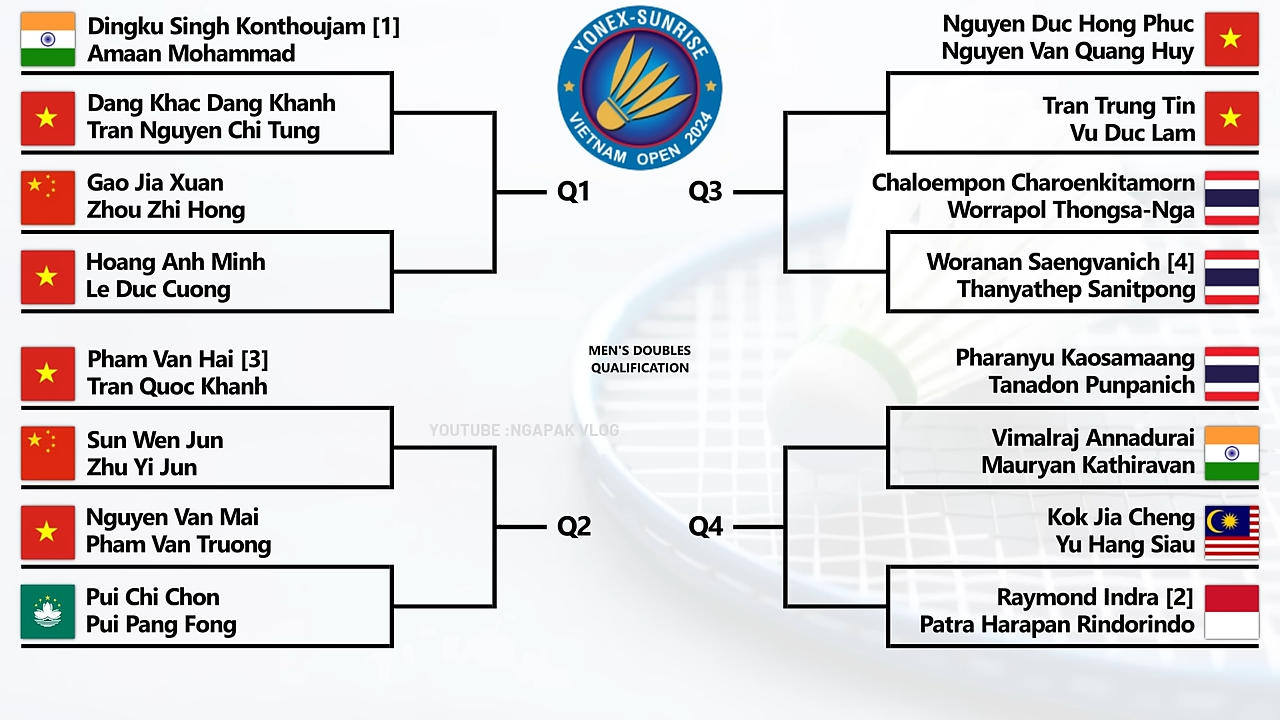 Dingku Singh Konthoujam [1]
Amaan Mohammad
Dang Khac Dang Khanh
Tran Nguyen Chi Tung
Gao Jia Xuan
Zhou Zhi Hong
Hoang Anh Minh
Le Duc Cuong
Q1
Pham Van Hai [3]
Tran Quoc Khanh
Sun Wen Jun
Zhu Yi Jun
Nguyen Van Mai
Pham Van Truong
Pui Chi Chon
Pui Pang Fong
Q2
YONEX-SUNRISE
VIETNAM OPEN 2024
MEN'S DOUBLES
QUALIFICATION
YOUTUBE :NGAPAK VLOG
Nguyen Duc Hong Phuc
Nguyen Van Quang Huy
Tran Trung Tin
Vu Duc Lam
Chaloempon Charoenkitamorn
Worrapol Thongsa-Nga
Woranan Saengvanich [4]
Thanyathep Sanitpong
Q3
Pharanyu Kaosamaang
Tanadon Punpanich
Vimalraj Annadurai
Mauryan Kathiravan
Kok Jia Cheng
Yu Hang Siau
Raymond Indra [2]
Patra Harapan Rindorindo
Q4